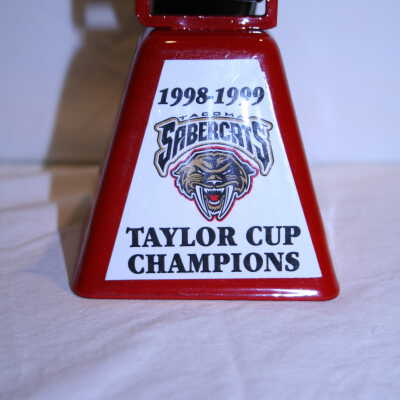 1998-1999
TACOMA
SABERCATS
TAYLOR CUP
CHAMPIONS